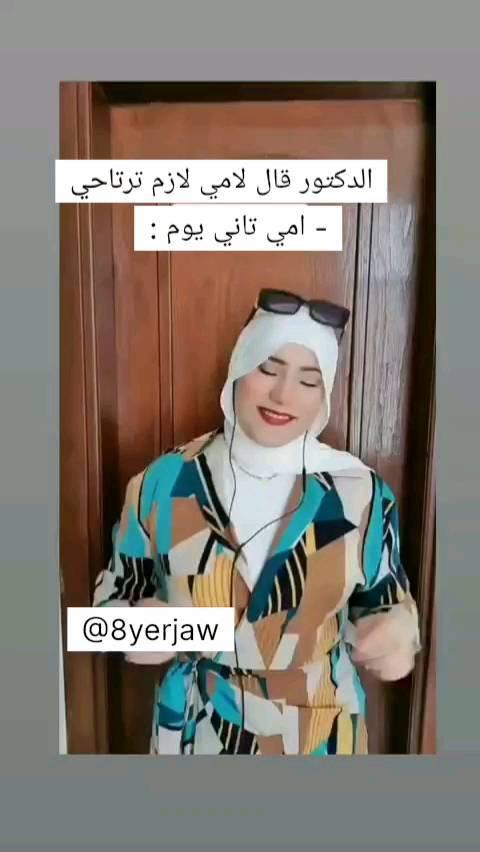 الدكتور قال لامي لازم ترتاحي
- امي تاني يوم :
@8yerjaw